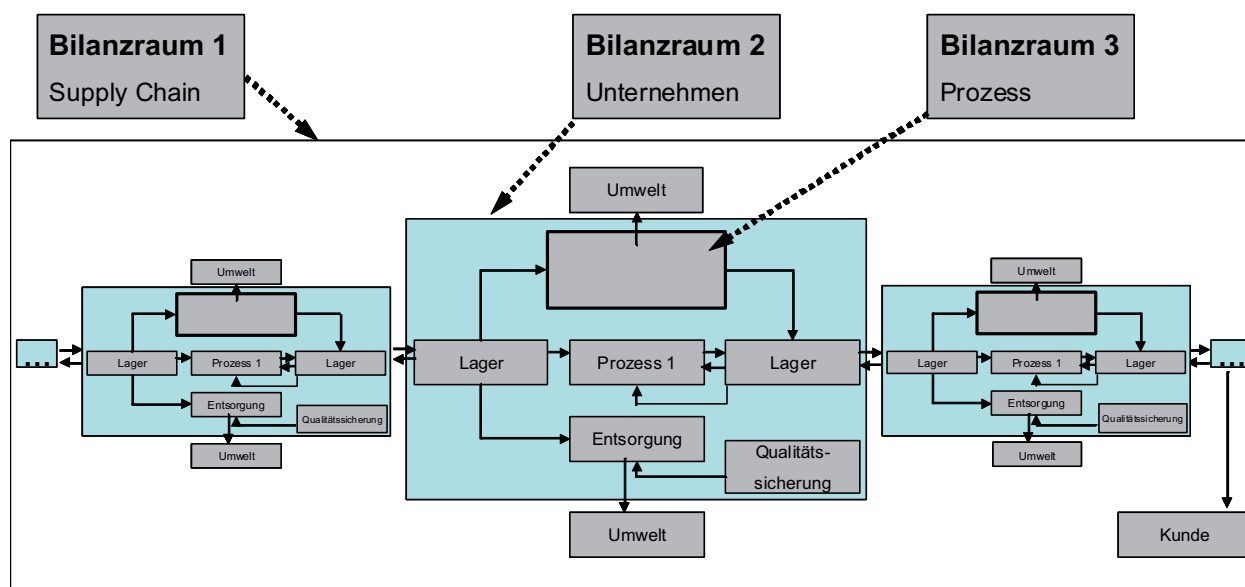 Bilanzraum 1
Supply Chain
Bilanzraum 2
Unternehmen
Bilanzraum 3
Prozess
Umwelt
Lager
Prozess 1
Lager
Entsorgung
Qualitätssicherung
Umwelt
Umwelt
Lager
Prozess 1
Lager
Entsorgung
Qualitäts-
sicherung
Umwelt
Umwelt
Lager
Prozess 1
Lager
Entsorgung
Qualitätssicherung
Umwelt
Kunde